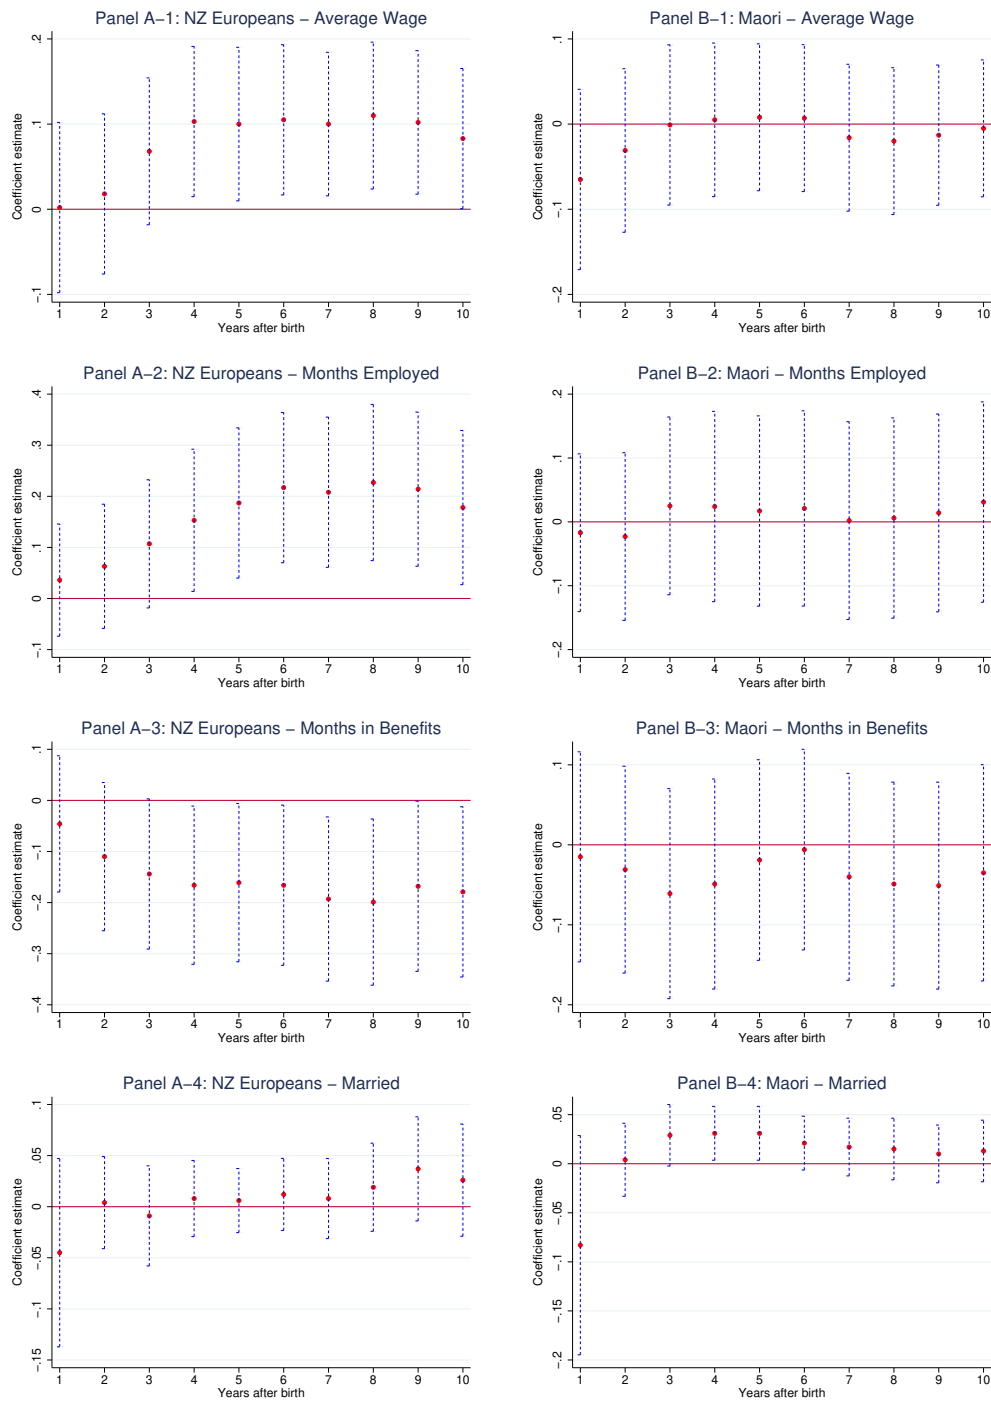 Panel A−1: NZ Europeans − Average Wage
Coefficient estimate
.2
.1
0
−.1
1 2 3 4 5 6 7 8 9 10
Years after birth
Panel B−1: Maori − Average Wage
Coefficient estimate
.1
0
−.1
−.2
1 2 3 4 5 6 7 8 9 10
Years after birth
Panel A−2: NZ Europeans − Months Employed
Coefficient estimate
.4
.3
.2
.1
0
−.1
1 2 3 4 5 6 7 8 9 10
Years after birth
Panel B−2: Maori − Months Employed
Coefficient estimate
.2
.1
0
−.1
−.2
1 2 3 4 5 6 7 8 9 10
Years after birth
Panel A−3: NZ Europeans − Months in Benefits
Coefficient estimate
.1
0
−.1
−.2
−.3
−.4
1 2 3 4 5 6 7 8 9 10
Years after birth
Panel B−3: Maori − Months in Benefits
Coefficient estimate
.1
0
−.1
−.2
1 2 3 4 5 6 7 8 9 10
Years after birth
Panel A−4: NZ Europeans − Married
Coefficient estimate
.1
.05
0
−.05
−.1
−.15
1 2 3 4 5 6 7 8 9 10
Years after birth
Panel B−4: Maori − Married
Coefficient estimate
.05
0
−.05
−.1
−.15
−.2
1 2 3 4 5 6 7 8 9 10
Years after birth